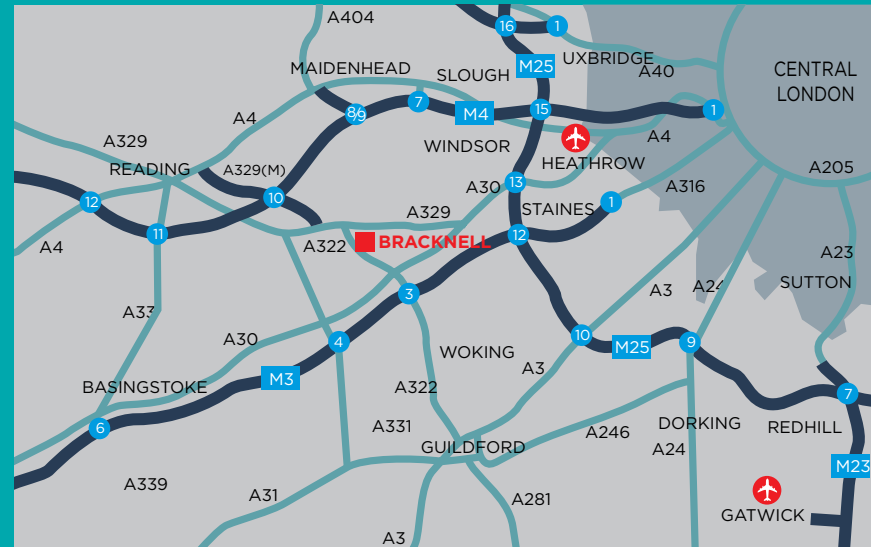 A404
16
1
M25
UXBRIDGE
A40
CENTRAL
LONDON
MAIDENHEAD
SLOUGH
8/9
7
M4
15
1
A4
A329
A4
WINDSOR
HEATHROW
READING
A329(M)
A205
12
10
A30
13
A316
STAINES
1
11
A329
A4
A322
BRACKNELL
12
A23
SUTTON
3
A3
A24
A33
A30
4
WOKING
10
M25
9
M3
A3
BASINGSTOKE
A322
7
6
A331
GUILDFORD
A246
DORKING
REDHILL
A24
M23
A339
A31
A281
GATWICK
A3